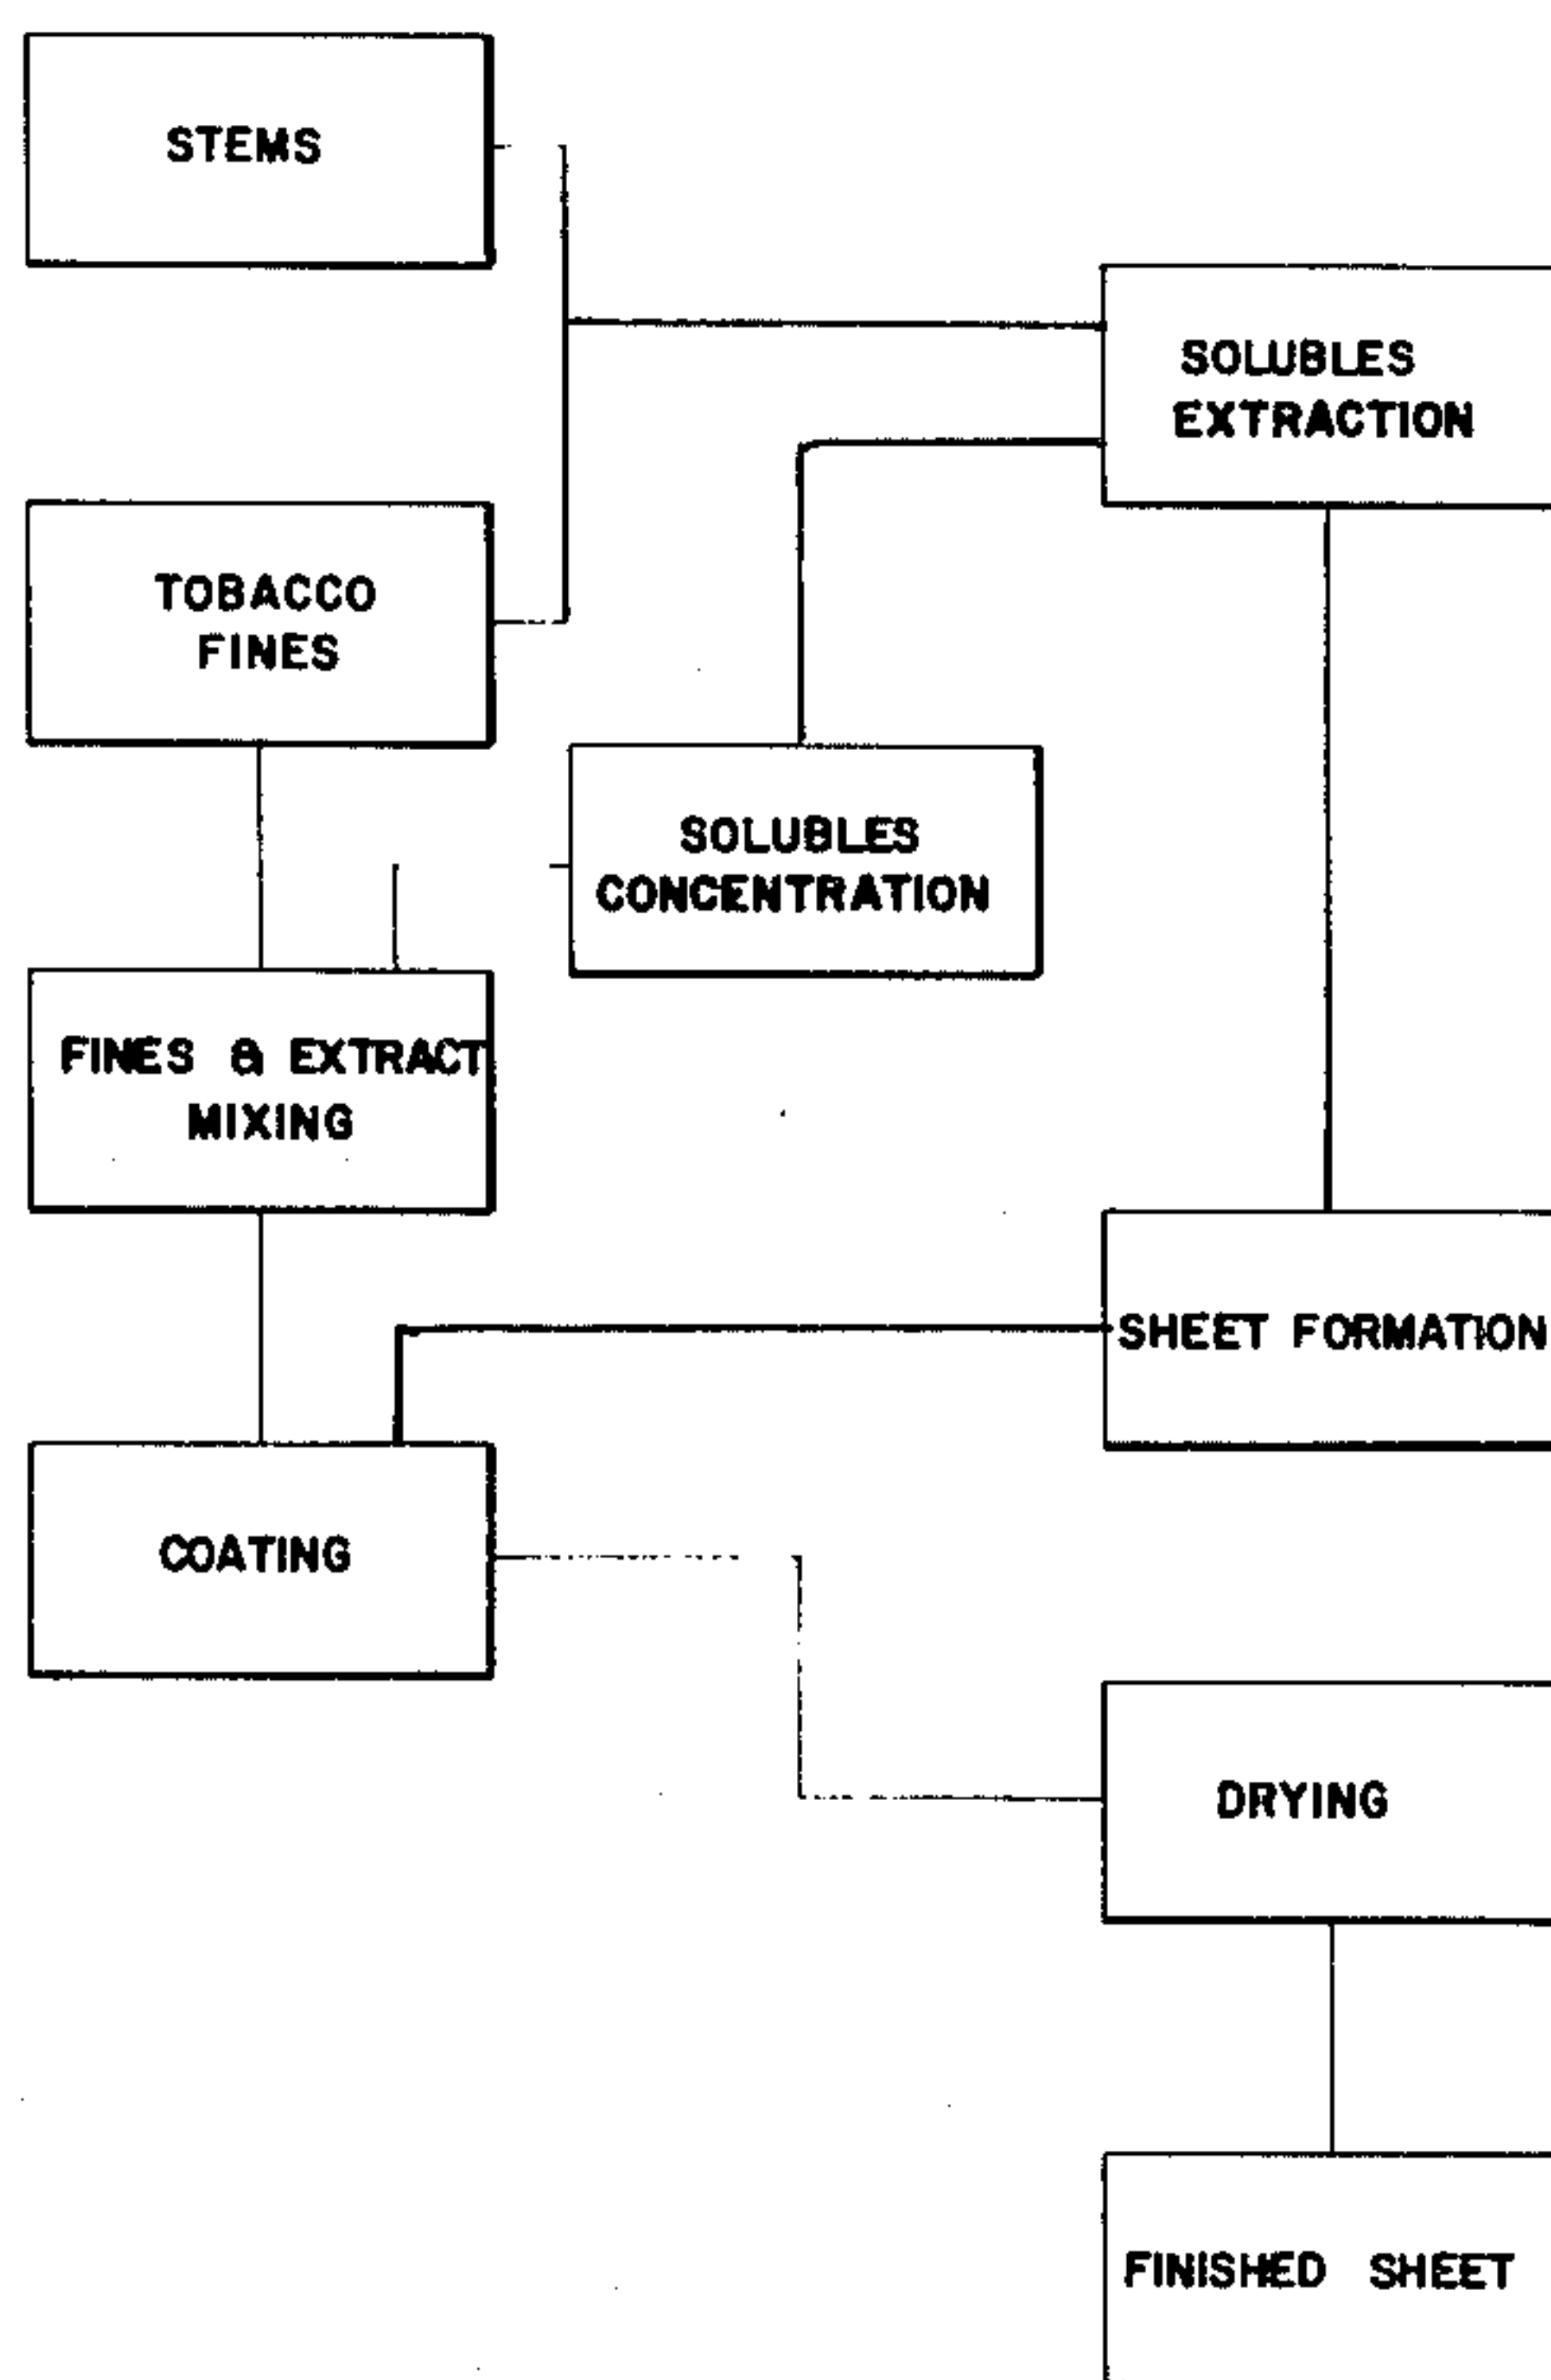 STEMS
SOLUBLES
EXTRACTION
TOBACCO
FINES
SOLUBLES
CONCENTRATION
FINES & EXTRACT
MIXING
SHEET FORMATION
COATING
DRYING
FINISHED SHEET